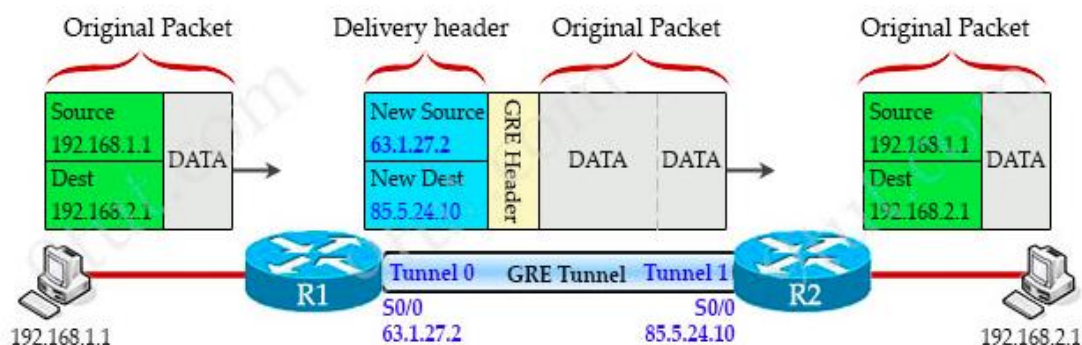 Original Packet
Delivery header
Original Packet
Original Packet
Source
192.168.1.1
Dest
192.168.2.1
DATA
New Source
63.1.27.2
New Dest
85.5.24.10
GRE Header
DATA
DATA
Source
192.168.1.1
Dest
192.168.2.1
DATA
R1
Tunnel 0
GRE Tunnel
Tunnel 1
R2
S0/0
63.1.27.2
S0/0
85.5.24.10
192.168.1.1
192.168.2.1